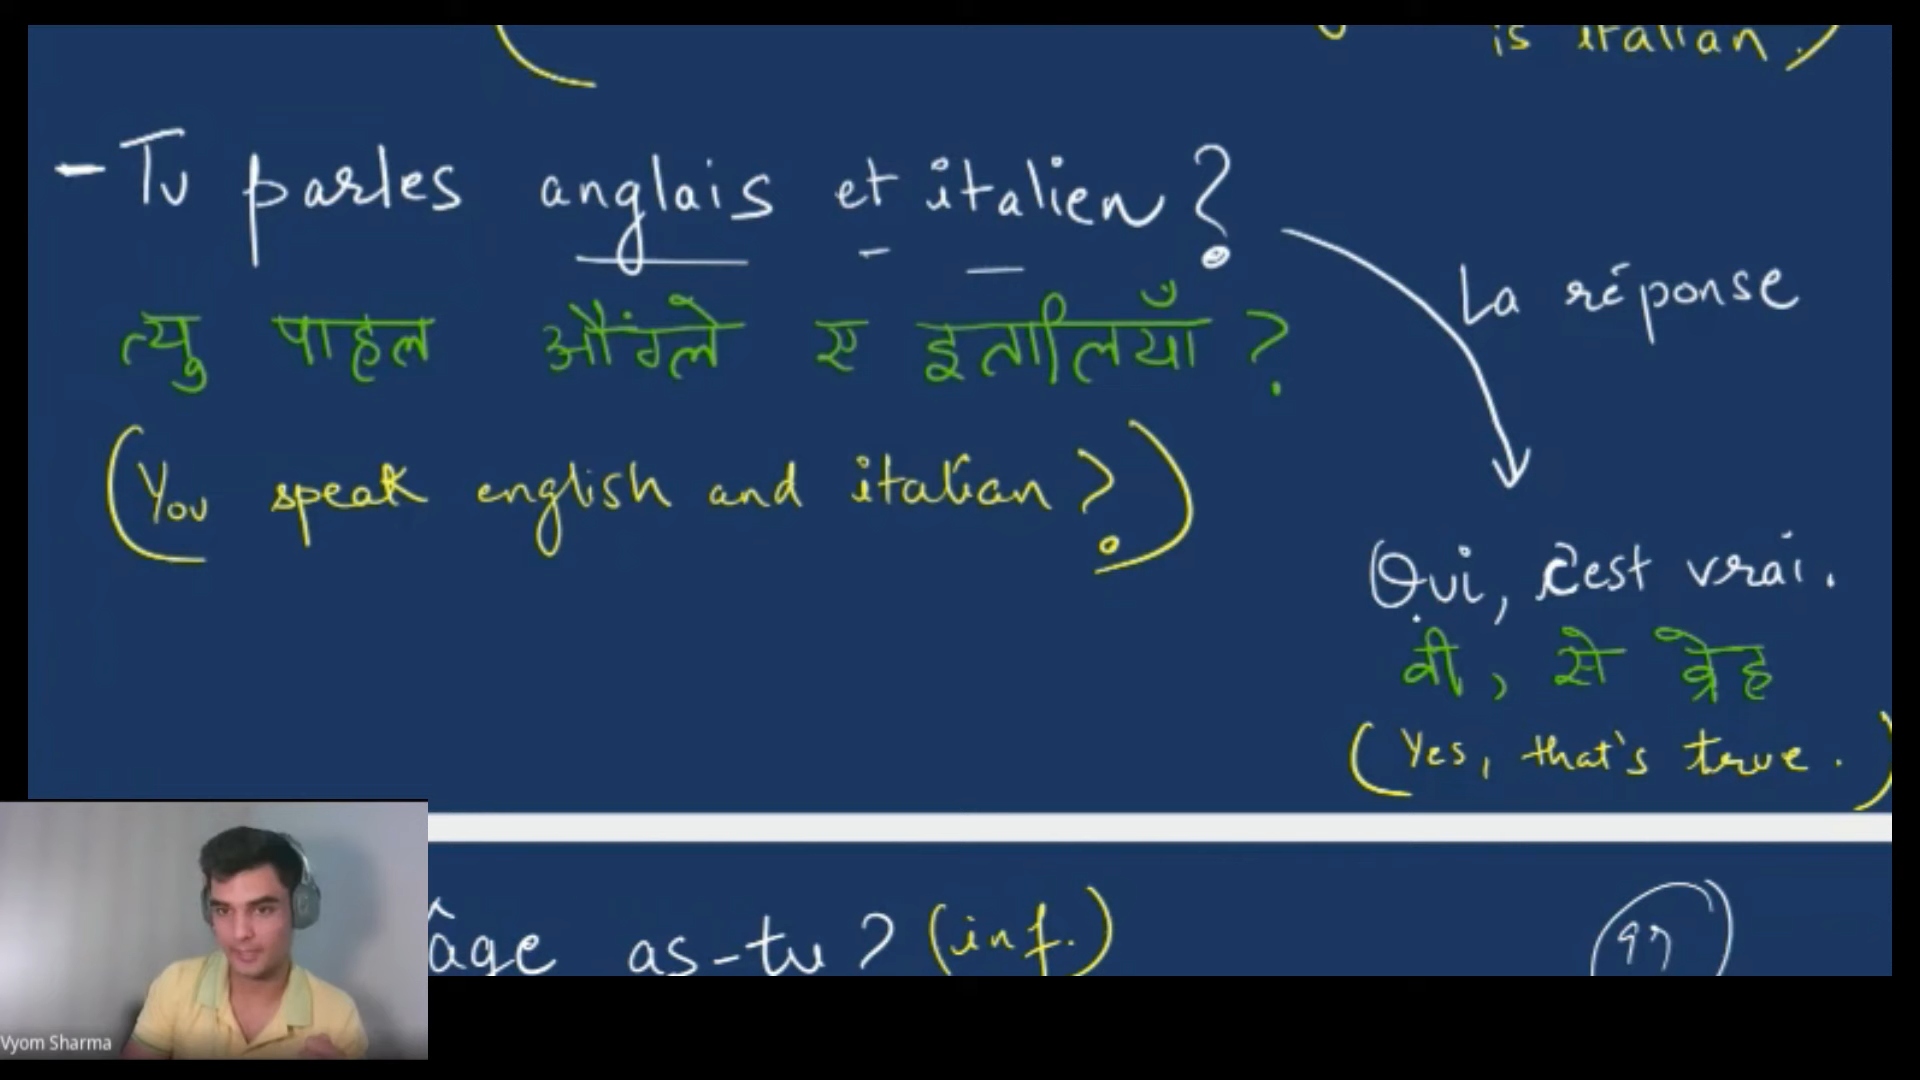 is italian.)
- Tu parles anglais et italien?
त्यु पाहल औंग्ले ए इतालियाँ?
(You speak english and italian?)
La réponse
Oui, c'est vrai.
वी, से व्रेह
(Yes, that's true.)
âge as-tu? (inf.)
Vyom Sharma